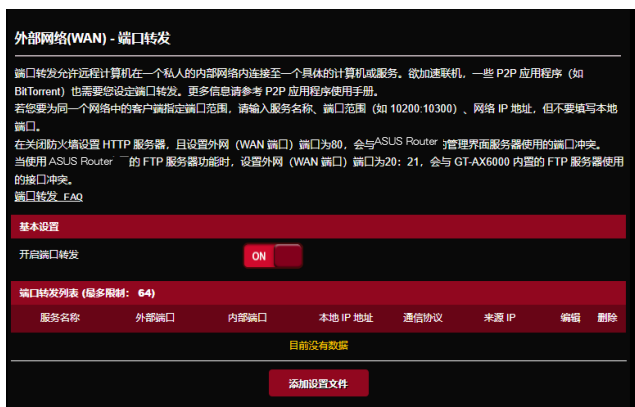 外部网络(WAN) - 端口转发
端口转发允许远程计算机在一个私人的内部网络内连接至一个具体的计算机或服务。欲加速联机，一些 P2P 应用程序（如
BitTorrent）也需要您设定端口转发。更多信息请参考 P2P 应用程序使用手册。
若您要为同一个网络中的客户端指定端口范围，请输入服务名称、端口范围（如 10200:10300）、网络 IP 地址，但不要填写本地
端口。
在关闭防火墙设置 HTTP 服务器，且设置外网（WAN 端口）端口为80，会与ASUS Router 的管理界面服务器使用的端口冲突。
当使用 ASUS Router 的 FTP 服务器功能时，设置外网（WAN 端口）端口为20：21，会与 GT-AX6000 内置的 FTP 服务器使用
的接口冲突。
端口转发 FAQ
基本设置
开启端口转发 ON
端口转发列表 (最多限制： 64)
服务名称 外部端口 内部端口 本地 IP 地址 通信协议 来源 IP 编辑 删除
目前没有数据
添加设置文件